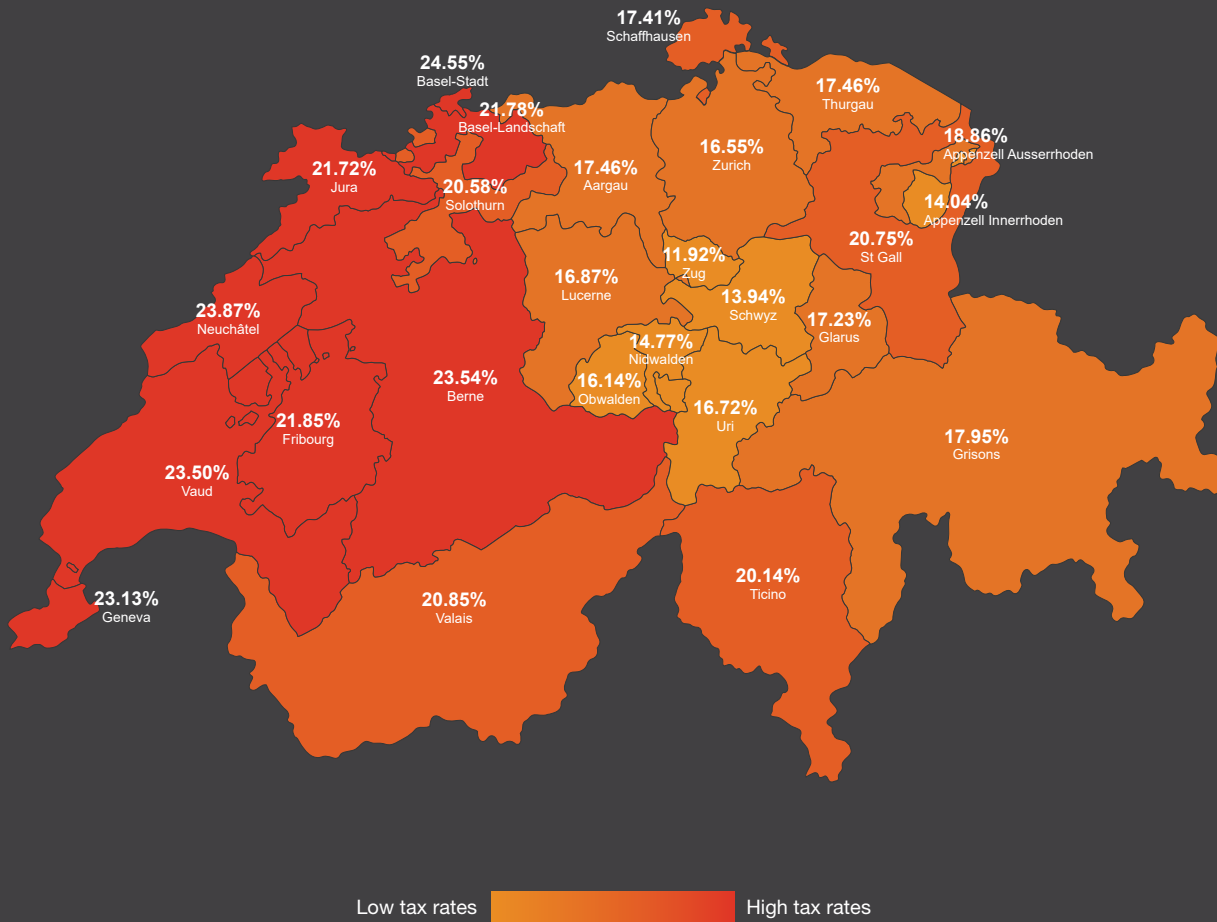 17.41%
Schaffhausen
24.55%
Basel-Stadt
17.46%
Thurgau
21.78%
Basel-Landschaft
18.86%
Appenzell Ausserrhoden
16.55%
Zurich
21.72%
Jura
17.46%
Aargau
20.58%
Solothurn
14.04%
Appenzell Innerrhoden
20.75%
St Gall
11.92%
Zug
16.87%
Lucerne
13.94%
Schwyz
23.87%
Neuchâtel
17.23%
Glarus
14.77%
Nidwalden
23.54%
Berne
16.14%
Obwalden
16.72%
Uri
21.85%
Fribourg
17.95%
Grisons
23.50%
Vaud
20.14%
Ticino
23.13%
Geneva
20.85%
Valais
Low tax rates
High tax rates